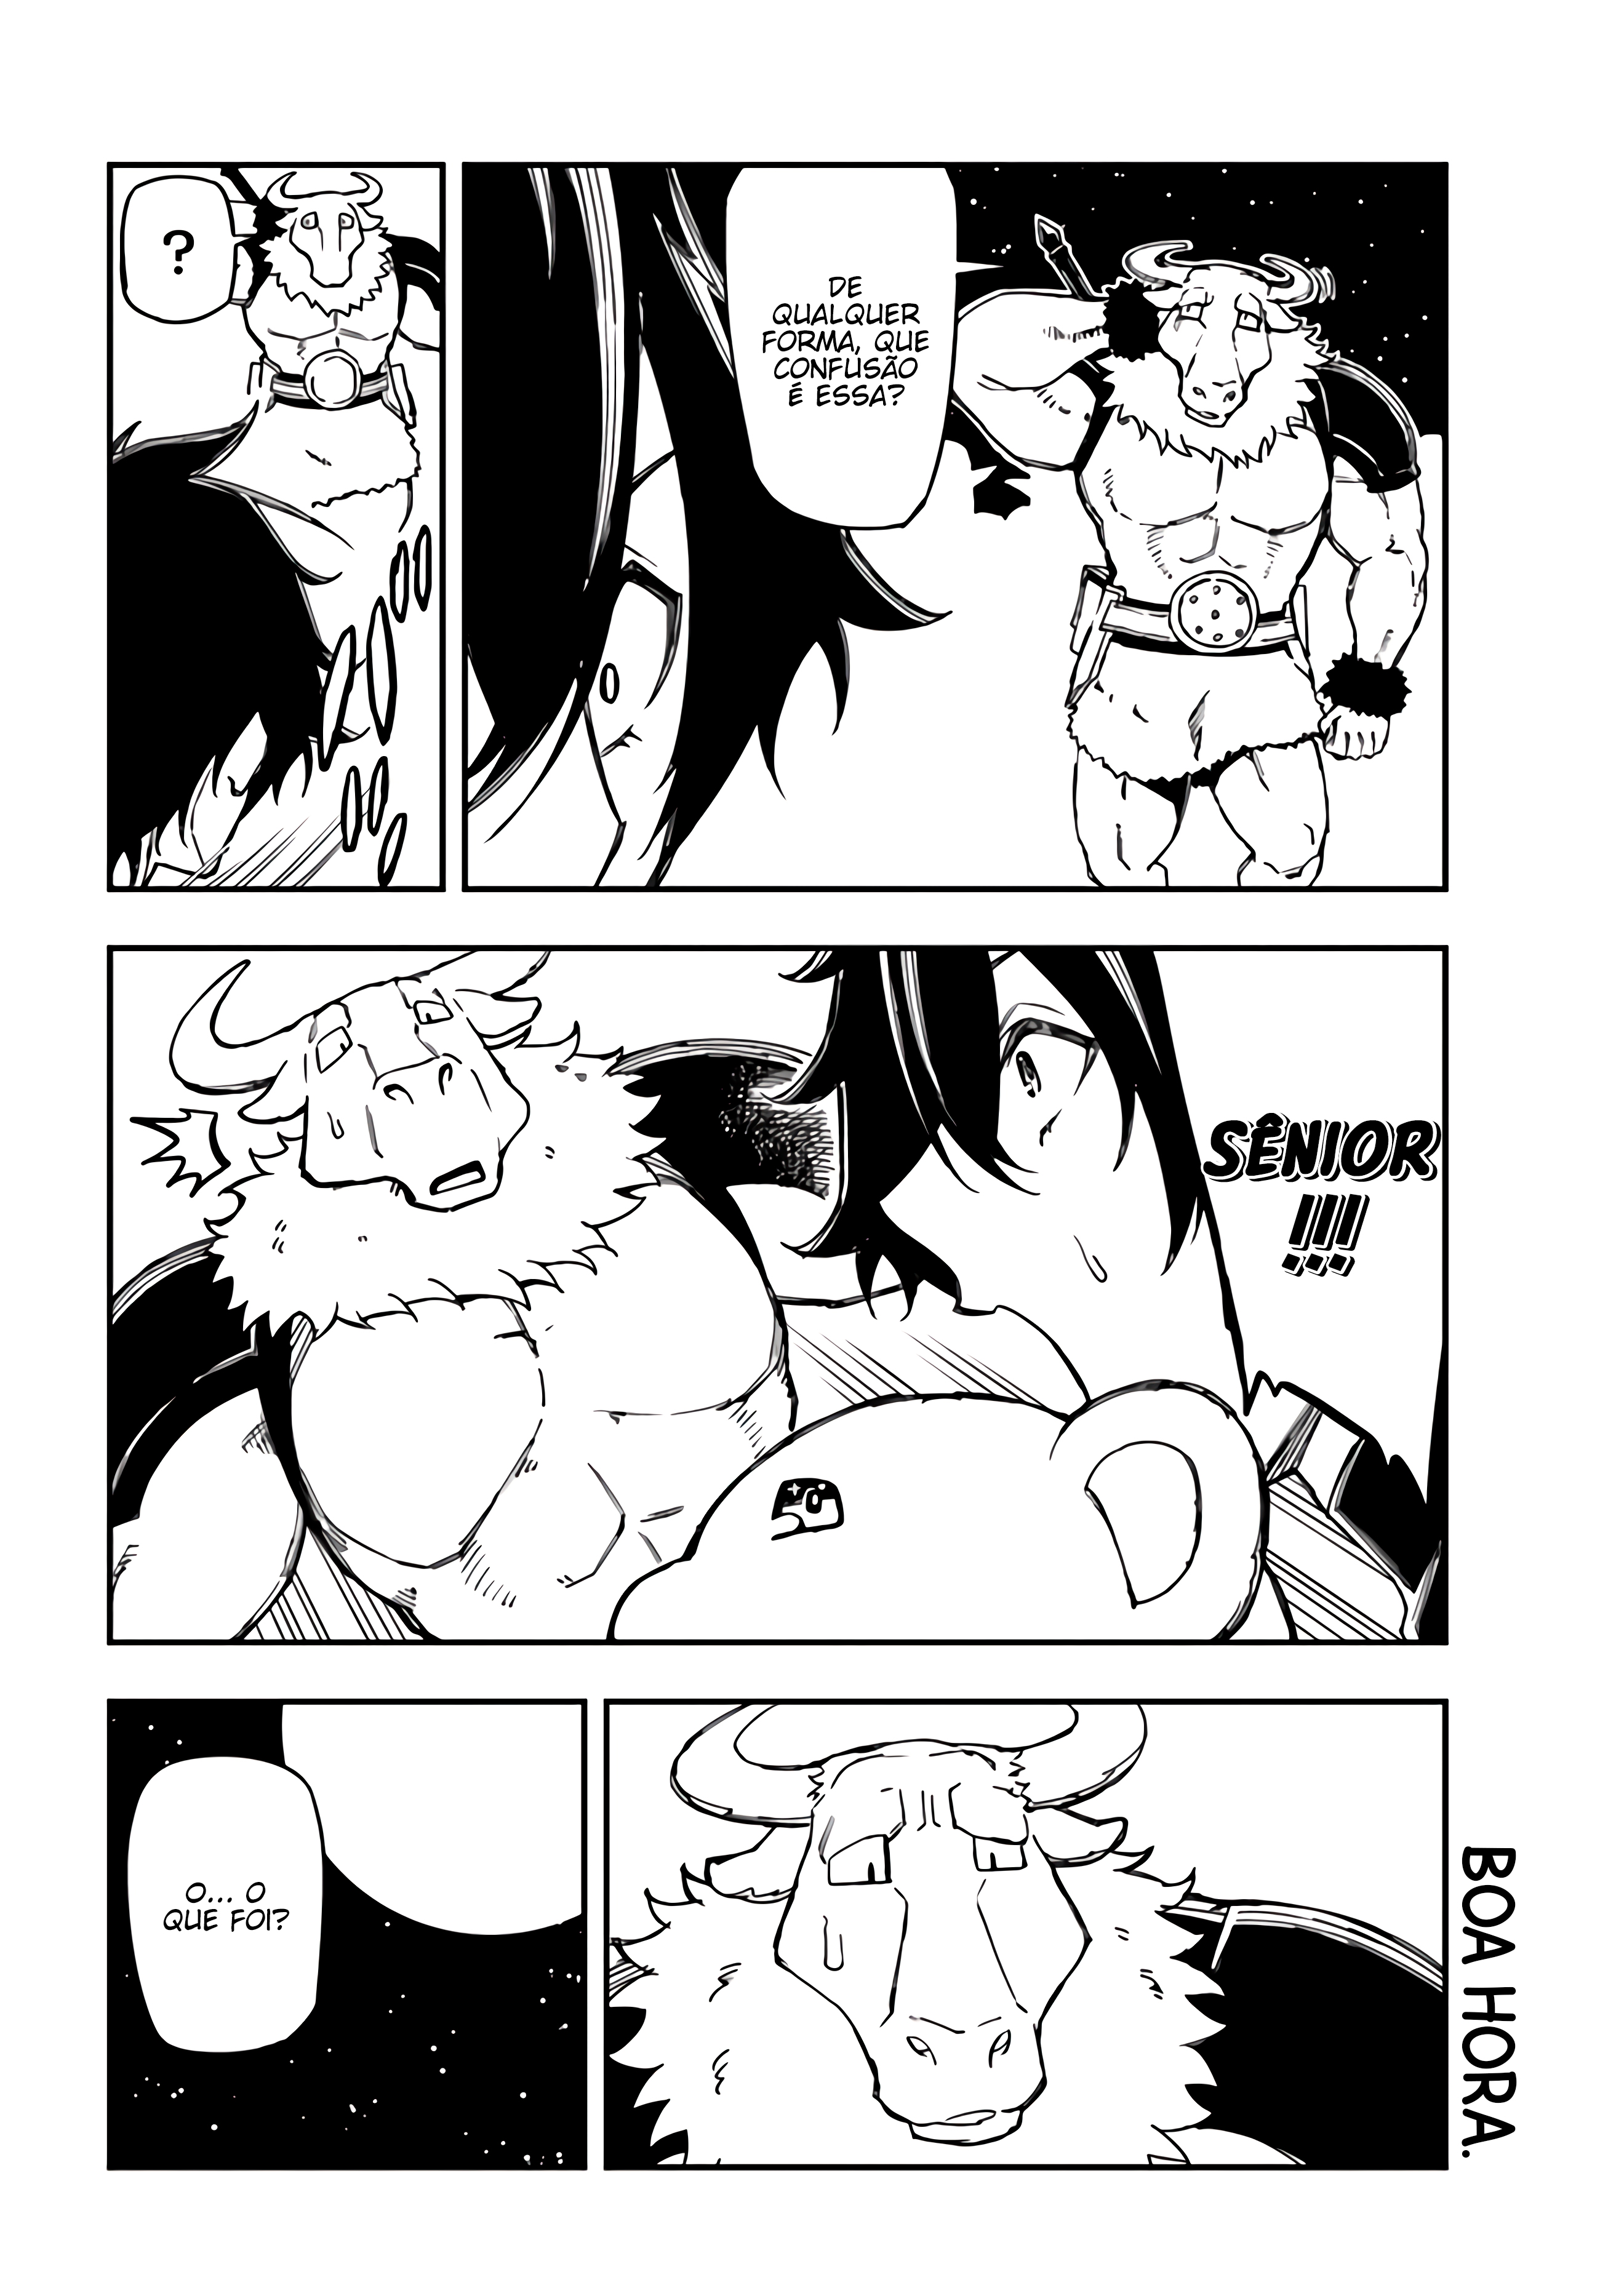 DE
QUALQUER
FORMA, QUE
CONFUSÃO
É ESSA?
?
SÊNIOR
!!!
BOA HORA.
O... O
QUE FOI?